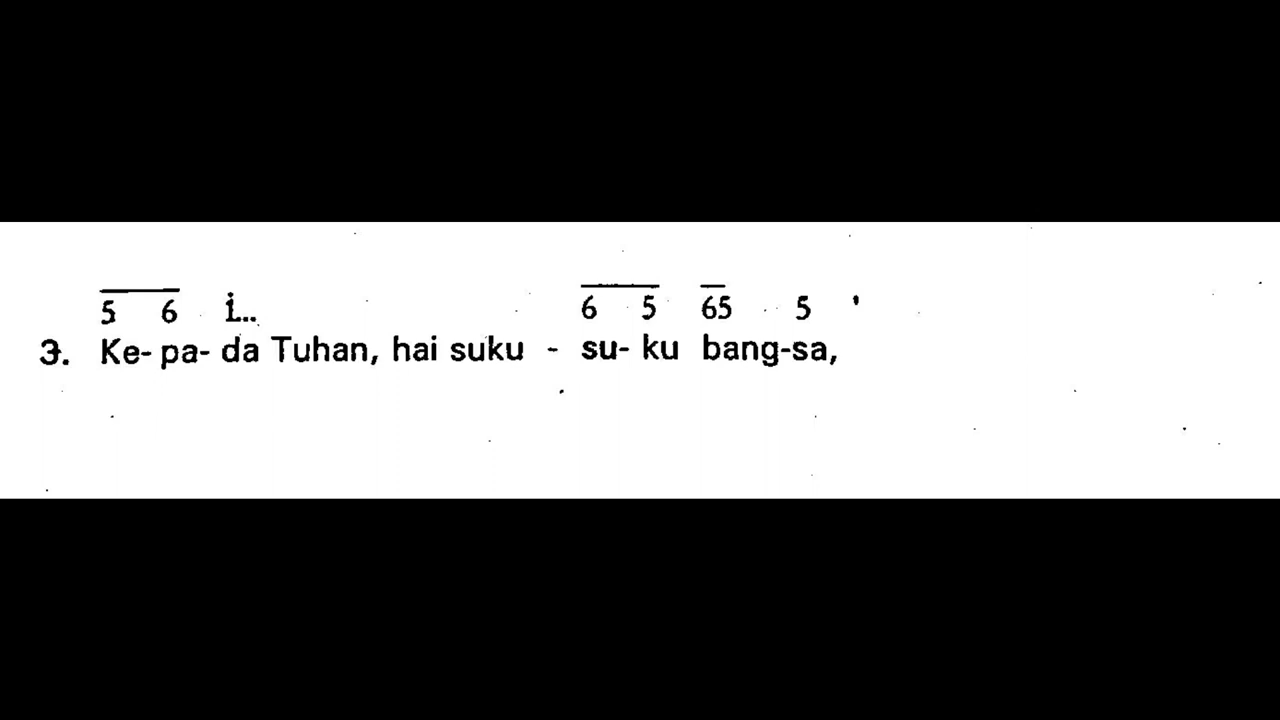 5 6 i... 6 5 65 5 '
3. Ke- pa- da Tuhan, hai suku - su- ku bang-sa,